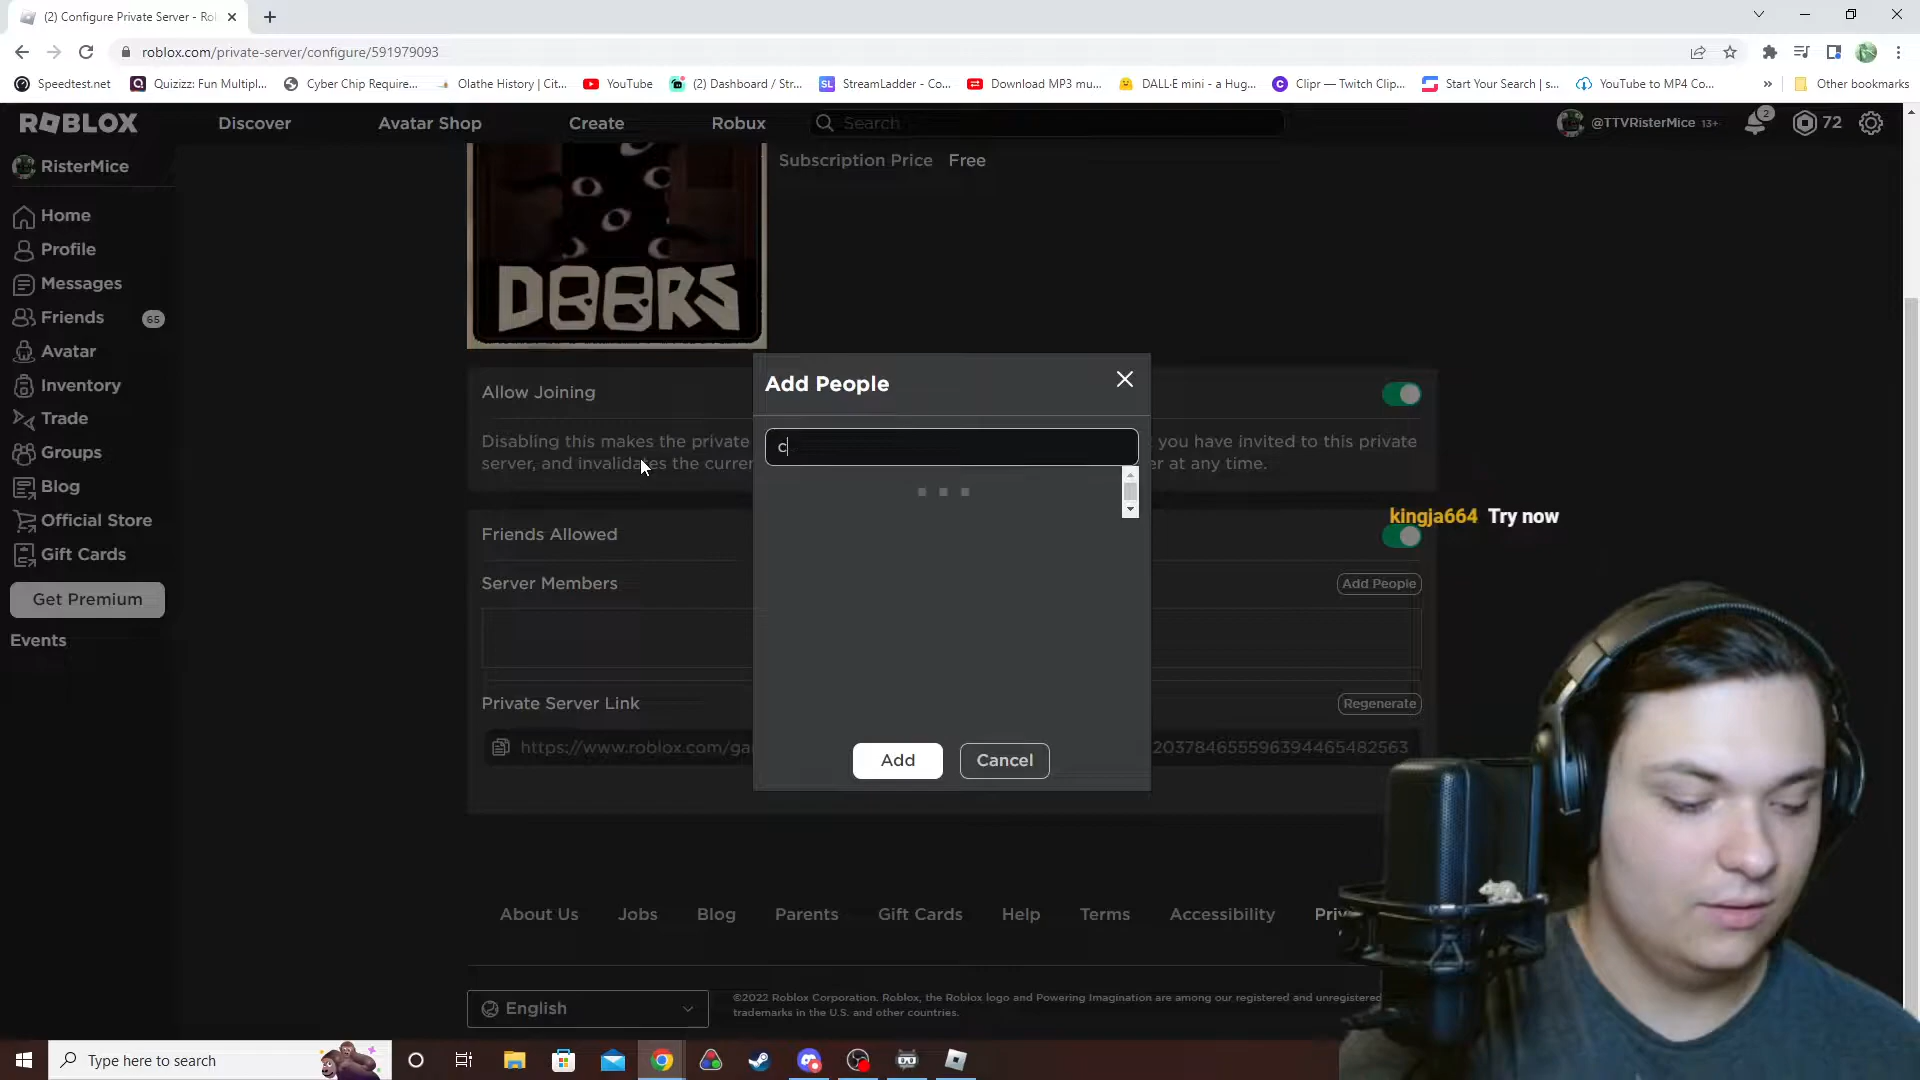 (2) Configure Private Server - Ro
roblox.com/private-server/configure/591979093
Speedtest.net
Quizizz: Fun Multipl...
Cyber Chip Require...
Olathe History | Cit...
YouTube
(2) Dashboard / Str...
StreamLadder - Co...
Download MP3 mu...
DALL·E mini - a Hug...
Clipr — Twitch Clip...
Start Your Search | s...
YouTube to MP4 Co...
Other bookmarks
ROBLOX
Discover
Avatar Shop
Create
Robux
Search
@TTVRisterMice 13+
2
72
RisterMice
Subscription Price Free
Home
Profile
Messages
Friends 65
Avatar
Inventory
Trade
Groups
Blog
Official Store
Gift Cards
Get Premium
Events
DOORS
Add People
c
Add
Cancel
Allow Joining
Disabling this makes the private
you have invited to this private
server, and invalidates the curre
er at any time.
Friends Allowed
Server Members
Add People
Private Server Link
Regenerate
https://www.roblox.com/ga
20378465559639446548​2563
kingja664 Try now
About Us
Jobs
Blog
Parents
Gift Cards
Help
Terms
Accessibility
Priv
English
©2022 Roblox Corporation. Roblox, the Roblox logo and Powering Imagination are among our registered and unregistered
trademarks in the U.S. and other countries.
Type here to search